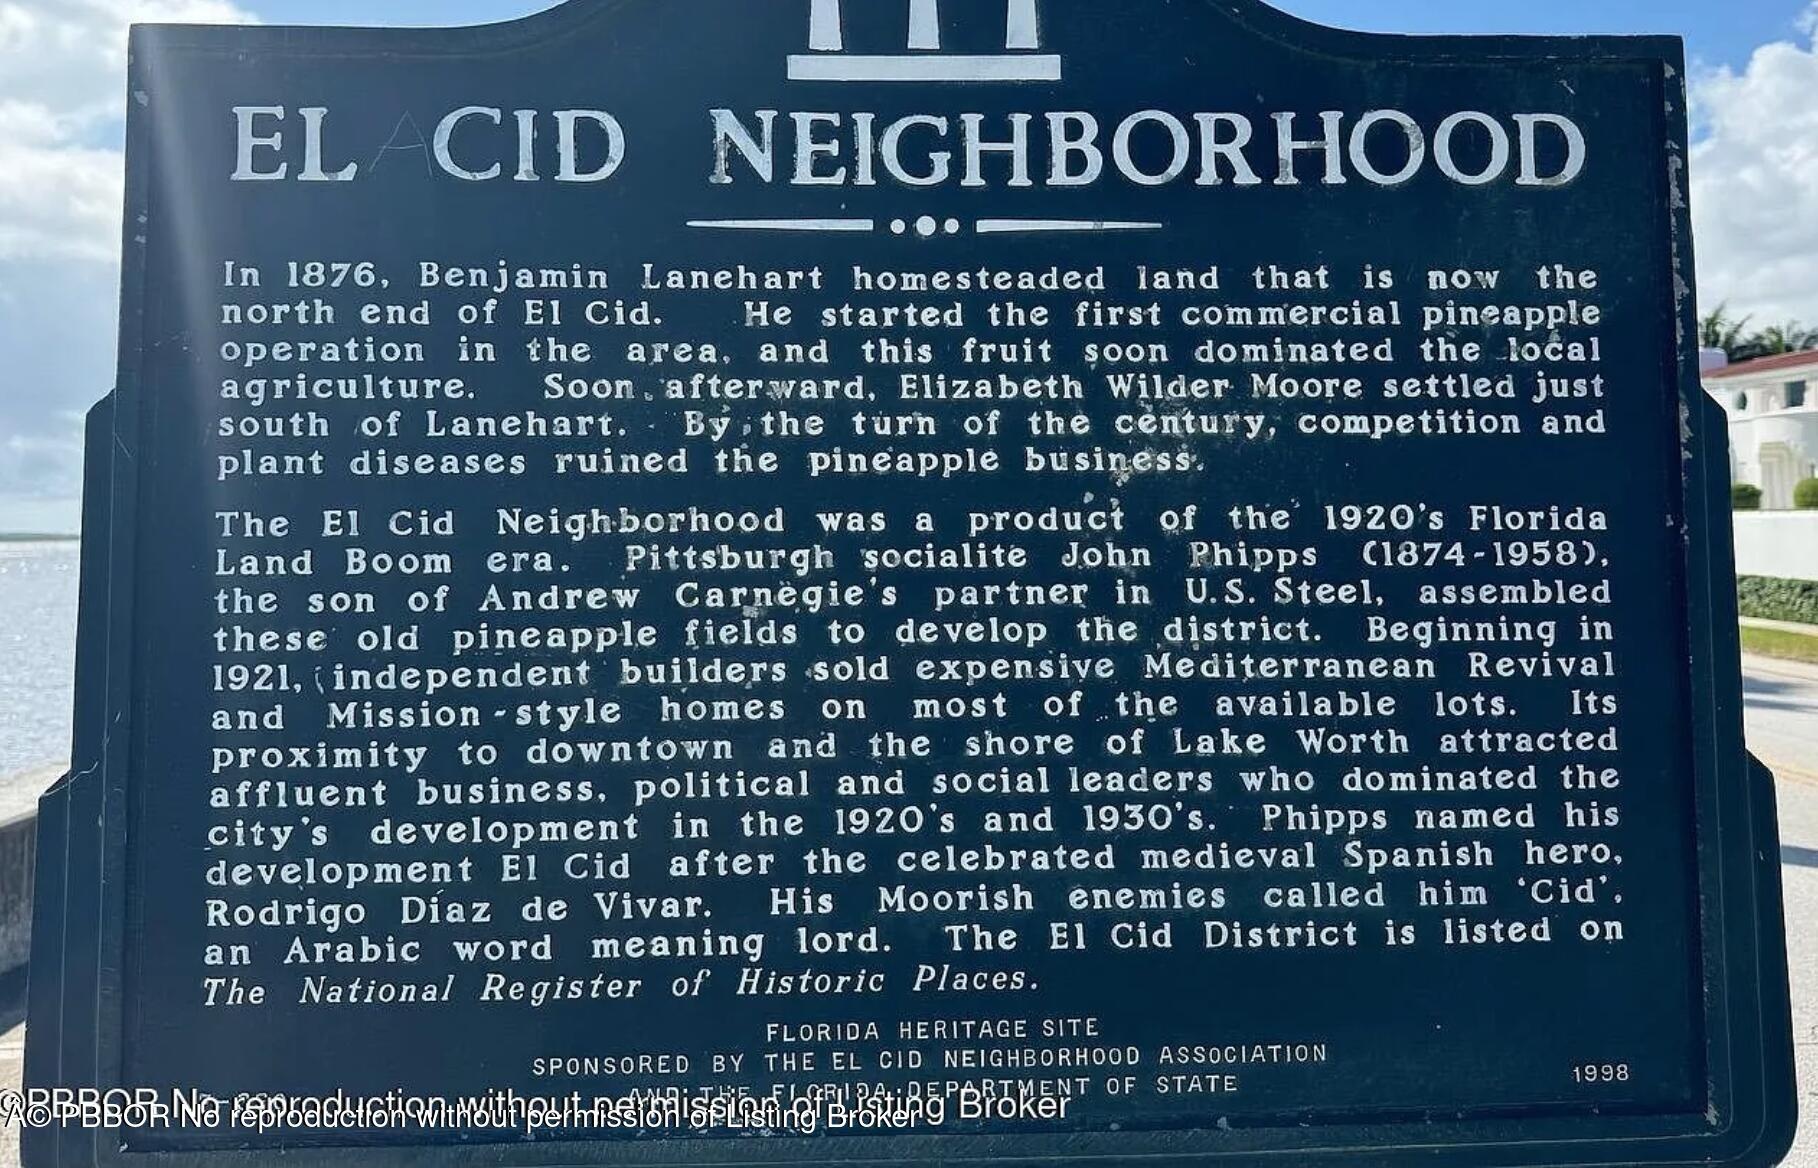 EL CID NEIGHBORHOOD
In 1876, Benjamin Lanehart homesteaded land that is now the
north end of El Cid. He started the first commercial pineapple
operation in the area, and this fruit soon dominated the local
agriculture. Soon afterward, Elizabeth Wilder Moore settled just
south of Lanehart. By the turn of the century, competition and
plant diseases ruined the pineapple business.
The El Cid Neighborhood was a product of the 1920's Florida
Land Boom era. Pittsburgh socialite John Phipps (1874-1958),
the son of Andrew Carnegie's partner in U.S. Steel, assembled
these old pineapple fields to develop the district. Beginning in
1921, independent builders sold expensive Mediterranean Revival
and Mission-style homes on most of the available lots. Its
proximity to downtown and the shore of Lake Worth attracted
affluent business, political and social leaders who dominated the
city's development in the 1920's and 1930's. Phipps named his
development El Cid after the celebrated medieval Spanish hero,
Rodrigo Díaz de Vivar. His Moorish enemies called him 'Cid',
an Arabic word meaning lord. The El Cid District is listed on
The National Register of Historic Places.
FLORIDA HERITAGE SITE
SPONSORED BY THE EL CID NEIGHBORHOOD ASSOCIATION
AND THE FLORIDA DEPARTMENT OF STATE
1998
©PBBOR No reproduction without permission of Listing Broker
Â© PBBOR No reproduction without permission of Listing Broker